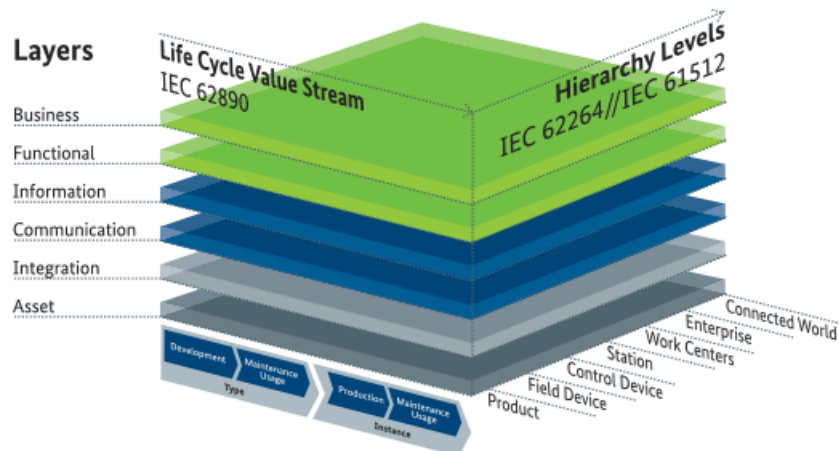 Layers
Life Cycle Value Stream
IEC 62890
Hierarchy Levels
IEC 62264//IEC 61512
Business
Functional
Information
Communication
Integration
Asset
Development
Maintenance
Usage
Type
Production
Maintenance
Usage
Instance
Connected World
Enterprise
Work Centers
Station
Control Device
Field Device
Product